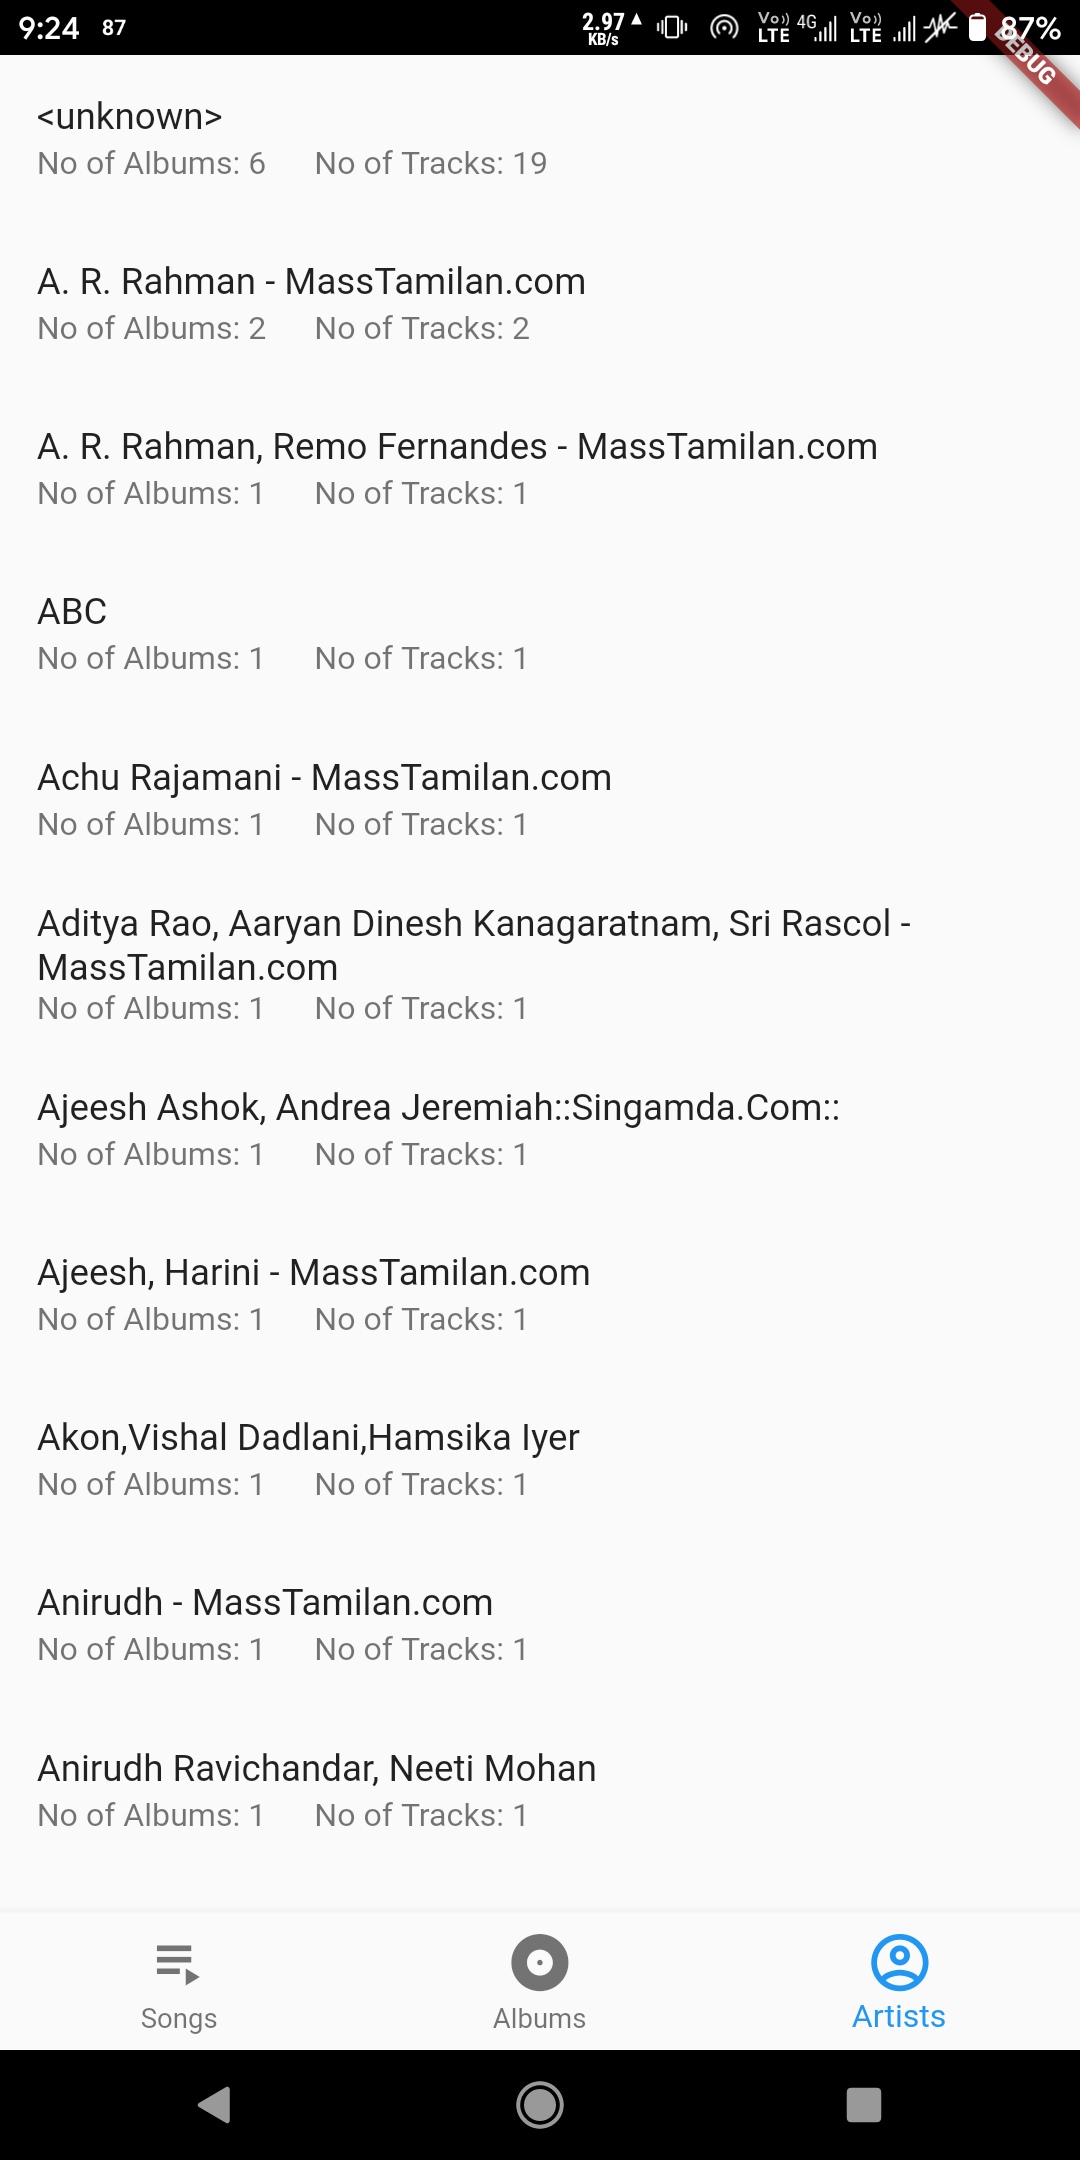 9:24 87 2.97 KB/s Vo)) LTE 4G Vo)) LTE 87%
DEBUG
<unknown>
No of Albums: 6 No of Tracks: 19
A. R. Rahman - MassTamilan.com
No of Albums: 2 No of Tracks: 2
A. R. Rahman, Remo Fernandes - MassTamilan.com
No of Albums: 1 No of Tracks: 1
ABC
No of Albums: 1 No of Tracks: 1
Achu Rajamani - MassTamilan.com
No of Albums: 1 No of Tracks: 1
Aditya Rao, Aaryan Dinesh Kanagaratnam, Sri Rascol -
MassTamilan.com
No of Albums: 1 No of Tracks: 1
Ajeesh Ashok, Andrea Jeremiah::Singamda.Com::
No of Albums: 1 No of Tracks: 1
Ajeesh, Harini - MassTamilan.com
No of Albums: 1 No of Tracks: 1
Akon,Vishal Dadlani,Hamsika Iyer
No of Albums: 1 No of Tracks: 1
Anirudh - MassTamilan.com
No of Albums: 1 No of Tracks: 1
Anirudh Ravichandar, Neeti Mohan
No of Albums: 1 No of Tracks: 1
Songs Albums Artists